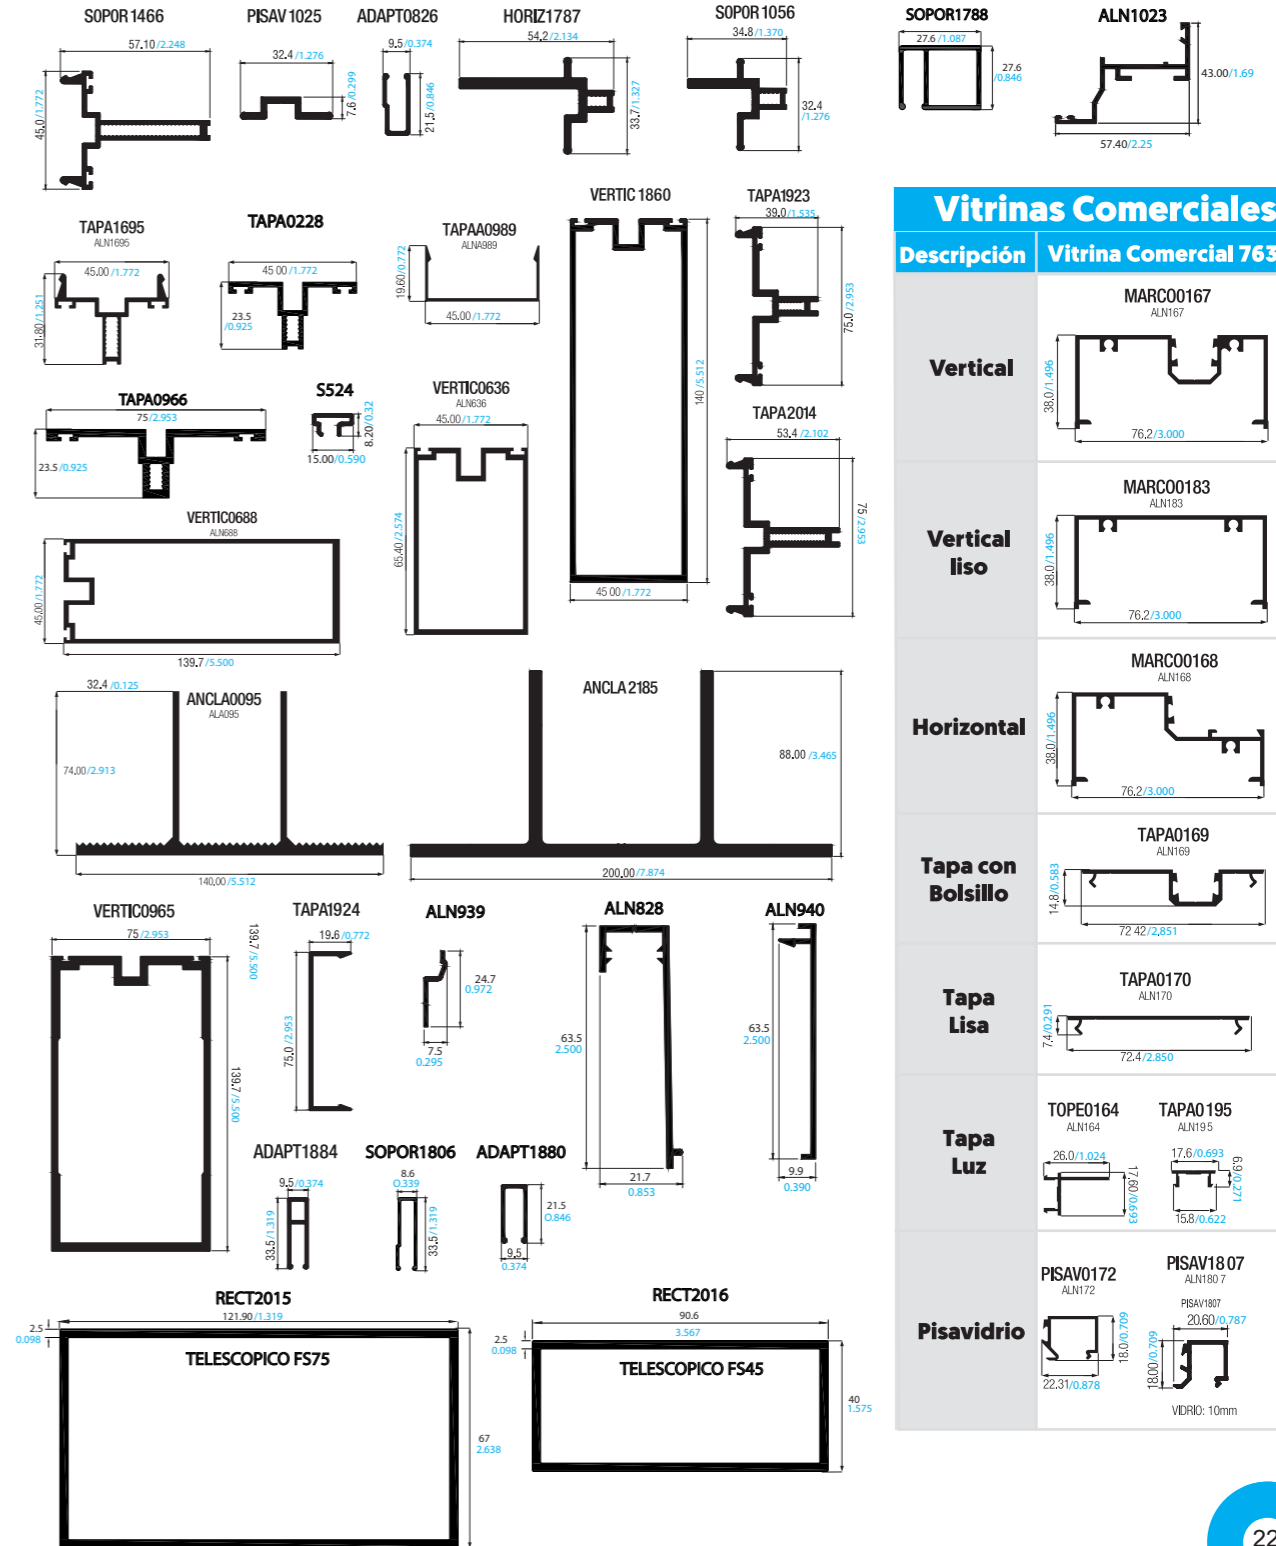 SOPOR1466
57.10/2.248
45.0/1.772
PISAV1025
32.4/1.276
7.6/0.299
ADAPT0826
9.5/0.374
21.5/0.846
HORIZ1787
54.2/2.134
33.7/1.327
SOPOR1056
34.8/1.370
32.4
/1.276
SOPOR1788
27.6/1.087
27.6
/0.846
ALN1023
43.00/1.69
57.40/2.25
TAPA1695
ALN1695
45.00/1.772
31.80/1.251
TAPA0228
45 00/1.772
23.5
/0.925
TAPAA0989
ALNA989
19.60/0.772
45.00/1.772
VERTIC 1860
140/5.512
45 00/1.772
TAPA1923
39.0/1.535
75.0/2.953
TAPA0966
75/2.953
23.5/0.925
S524
8.20/0.32
15.00/0.590
VERTIC0636
ALN636
45.00/1.772
65.40/2.574
TAPA2014
53.4/2.102
75/2.953
VERTIC0688
ALN688
45.00/1.772
139.7/5.500
ANCLA0095
ALA095
32.4/0.125
74.00/2.913
140.00/5.512
ANCLA2185
88.00/3.465
200.00/7.874
VERTIC0965
75/2.953
139.7/5.500
139.7/5.500
TAPA1924
19.6/0.772
75.0/2.953
ALN939
24.7
0.972
7.5
0.295
ALN828
63.5
2.500
21.7
0.853
ALN940
63.5
2.500
9.9
0.390
ADAPT1884
9.5/0.374
33.5/1.319
SOPOR1806
8.6
0.339
33.5/1.319
ADAPT1880
21.5
0.846
9.5
0.374
RECT2015
121.90/1.319
2.5
0.098
TELESCOPICO FS75
67
2.638
RECT2016
90.6
3.567
2.5
0.098
TELESCOPICO FS45
40
1.575
Vitrinas Comerciales
Descripción
Vitrina Comercial 763
Vertical
MARCO0167
ALN167
38.0/1.496
76.2/3.000
Vertical
liso
MARCO0183
ALN183
38.0/1.496
76.2/3.000
Horizontal
MARCO0168
ALN168
38.0/1.496
76.2/3.000
Tapa con
Bolsillo
TAPA0169
ALN169
14.8/0.583
72 42/2.851
Tapa
Lisa
TAPA0170
ALN170
7.4/0.291
72.4/2.850
Tapa
Luz
TOPE0164
ALN164
26.0/1.024
17.60/0.693
TAPA0195
ALN195
17.6/0.693
6.9/0.271
15.8/0.622
Pisavidrio
PISAV0172
ALN172
18.0/0.709
22.31/0.878
PISAV1807
ALN1807
PISAV1807
20.60/0.787
18.00/0.709
VIDRIO: 10mm
22